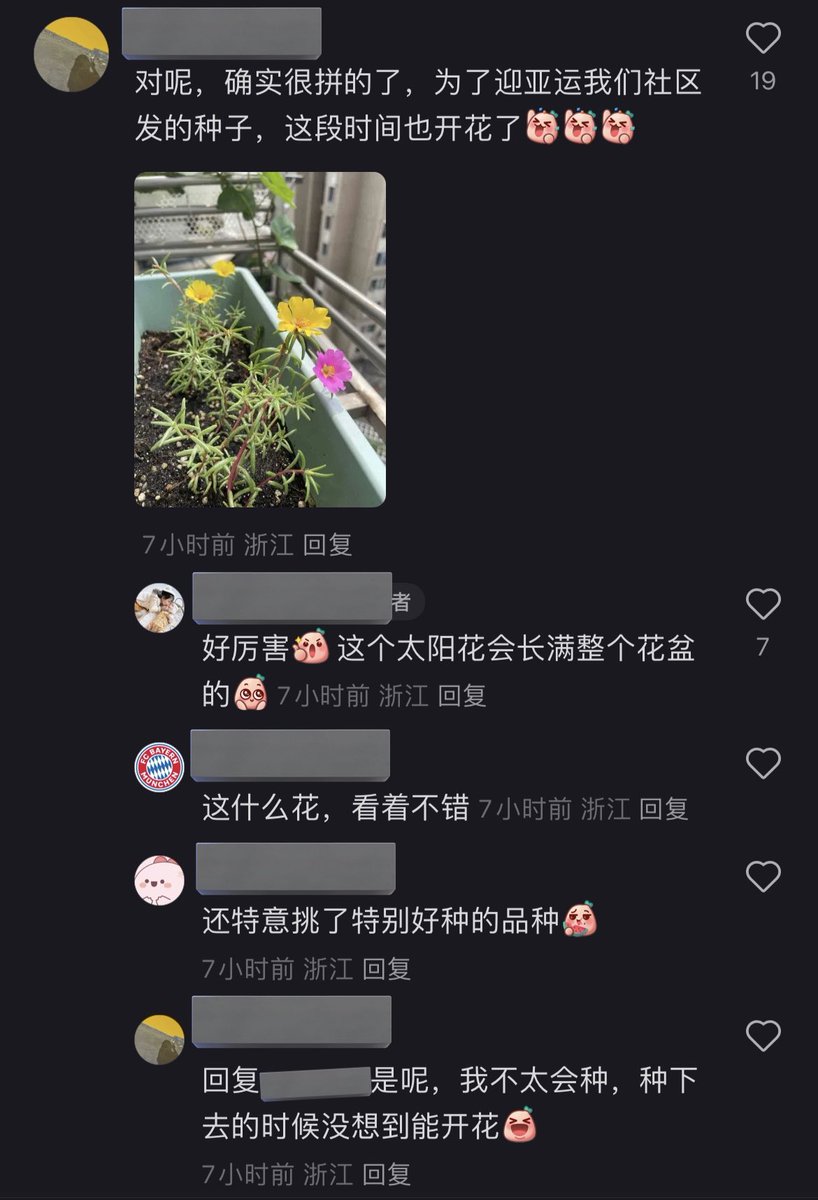 19
对呢，确实很拼的了，为了迎亚运我们社区
发的种子，这段时间也开花了
7小时前 浙江 回复
者
好厉害 这个太阳花会长满整个花盆
7
的 7小时前 浙江 回复
FC BAYERN
MÜNCHEN
这什么花，看着不错 7小时前 浙江 回复
还特意挑了特别好种的品种
7小时前 浙江 回复
回复 是呢，我不太会种，种下
去的时候没想到能开花
7小时前 浙江 回复